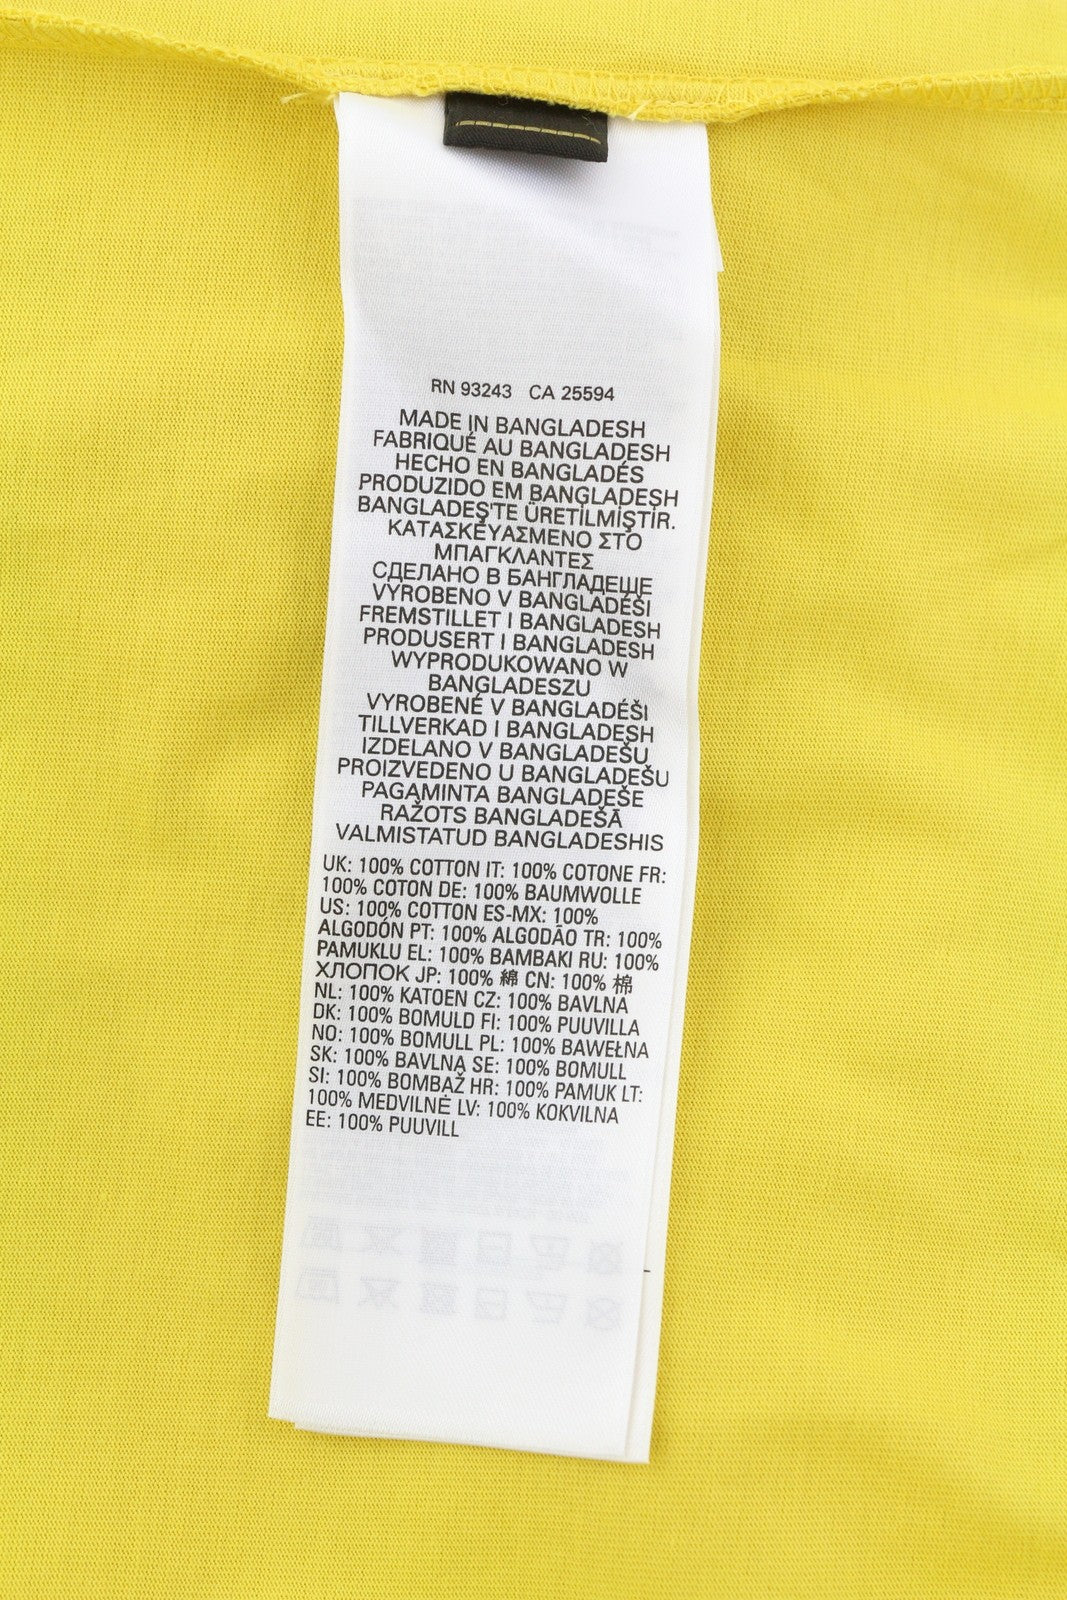 RN 93243 CA 25594
MADE IN BANGLADESH
FABRIQUÉ AU BANGLADESH
HECHO EN BANGLADÉS
PRODUZIDO EM BANGLADESH
BANGLADEŞ'TE ÜRETİLMİŞTİR.
ΚΑΤΑΣΚΕΥΑΣΜΕΝΟ ΣΤΟ
ΜΠΑΓΚΛΑΝΤΕΣ
СДЕЛАНО В БАНГЛАДЕШЕ
VYROBENO V BANGLADÉŠI
FREMSTILLET I BANGLADESH
PRODUSERT I BANGLADESH
WYPRODUKOWANO W
BANGLADESZU
VYROBENÉ V BANGLADÉŠI
TILLVERKAD I BANGLADESH
IZDELANO V BANGLADEŠU
PROIZVEDENO U BANGLADEŠU
PAGAMINTA BANGLADEŠE
RAŽOTS BANGLADEŠĀ
VALMISTATUD BANGLADESHIS
UK: 100% COTTON IT: 100% COTONE FR:
100% COTON DE: 100% BAUMWOLLE
US: 100% COTTON ES-MX: 100%
ALGODÓN PT: 100% ALGODÃO TR: 100%
PAMUKLU EL: 100% ΒΑΜΒΑΚΙ RU: 100%
ХЛОПОК JP: 100% 綿 CN: 100% 棉
NL: 100% KATOEN CZ: 100% BAVLNA
DK: 100% BOMULD FI: 100% PUUVILLA
NO: 100% BOMULL PL: 100% BAWEŁNA
SK: 100% BAVLNA SE: 100% BOMULL
SI: 100% BOMBAŽ HR: 100% PAMUK LT:
100% MEDVILNĖ LV: 100% KOKVILNA
EE: 100% PUUVILL